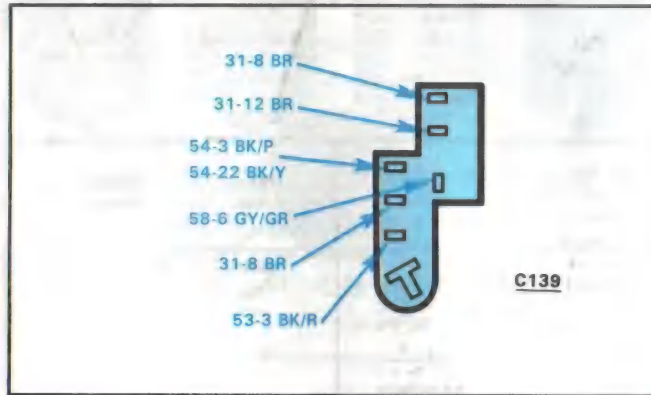 31-8 BR
31-12 BR
54-3 BK/P
54-22 BK/Y
58-6 GY/GR
31-8 BR
53-3 BK/R
C139